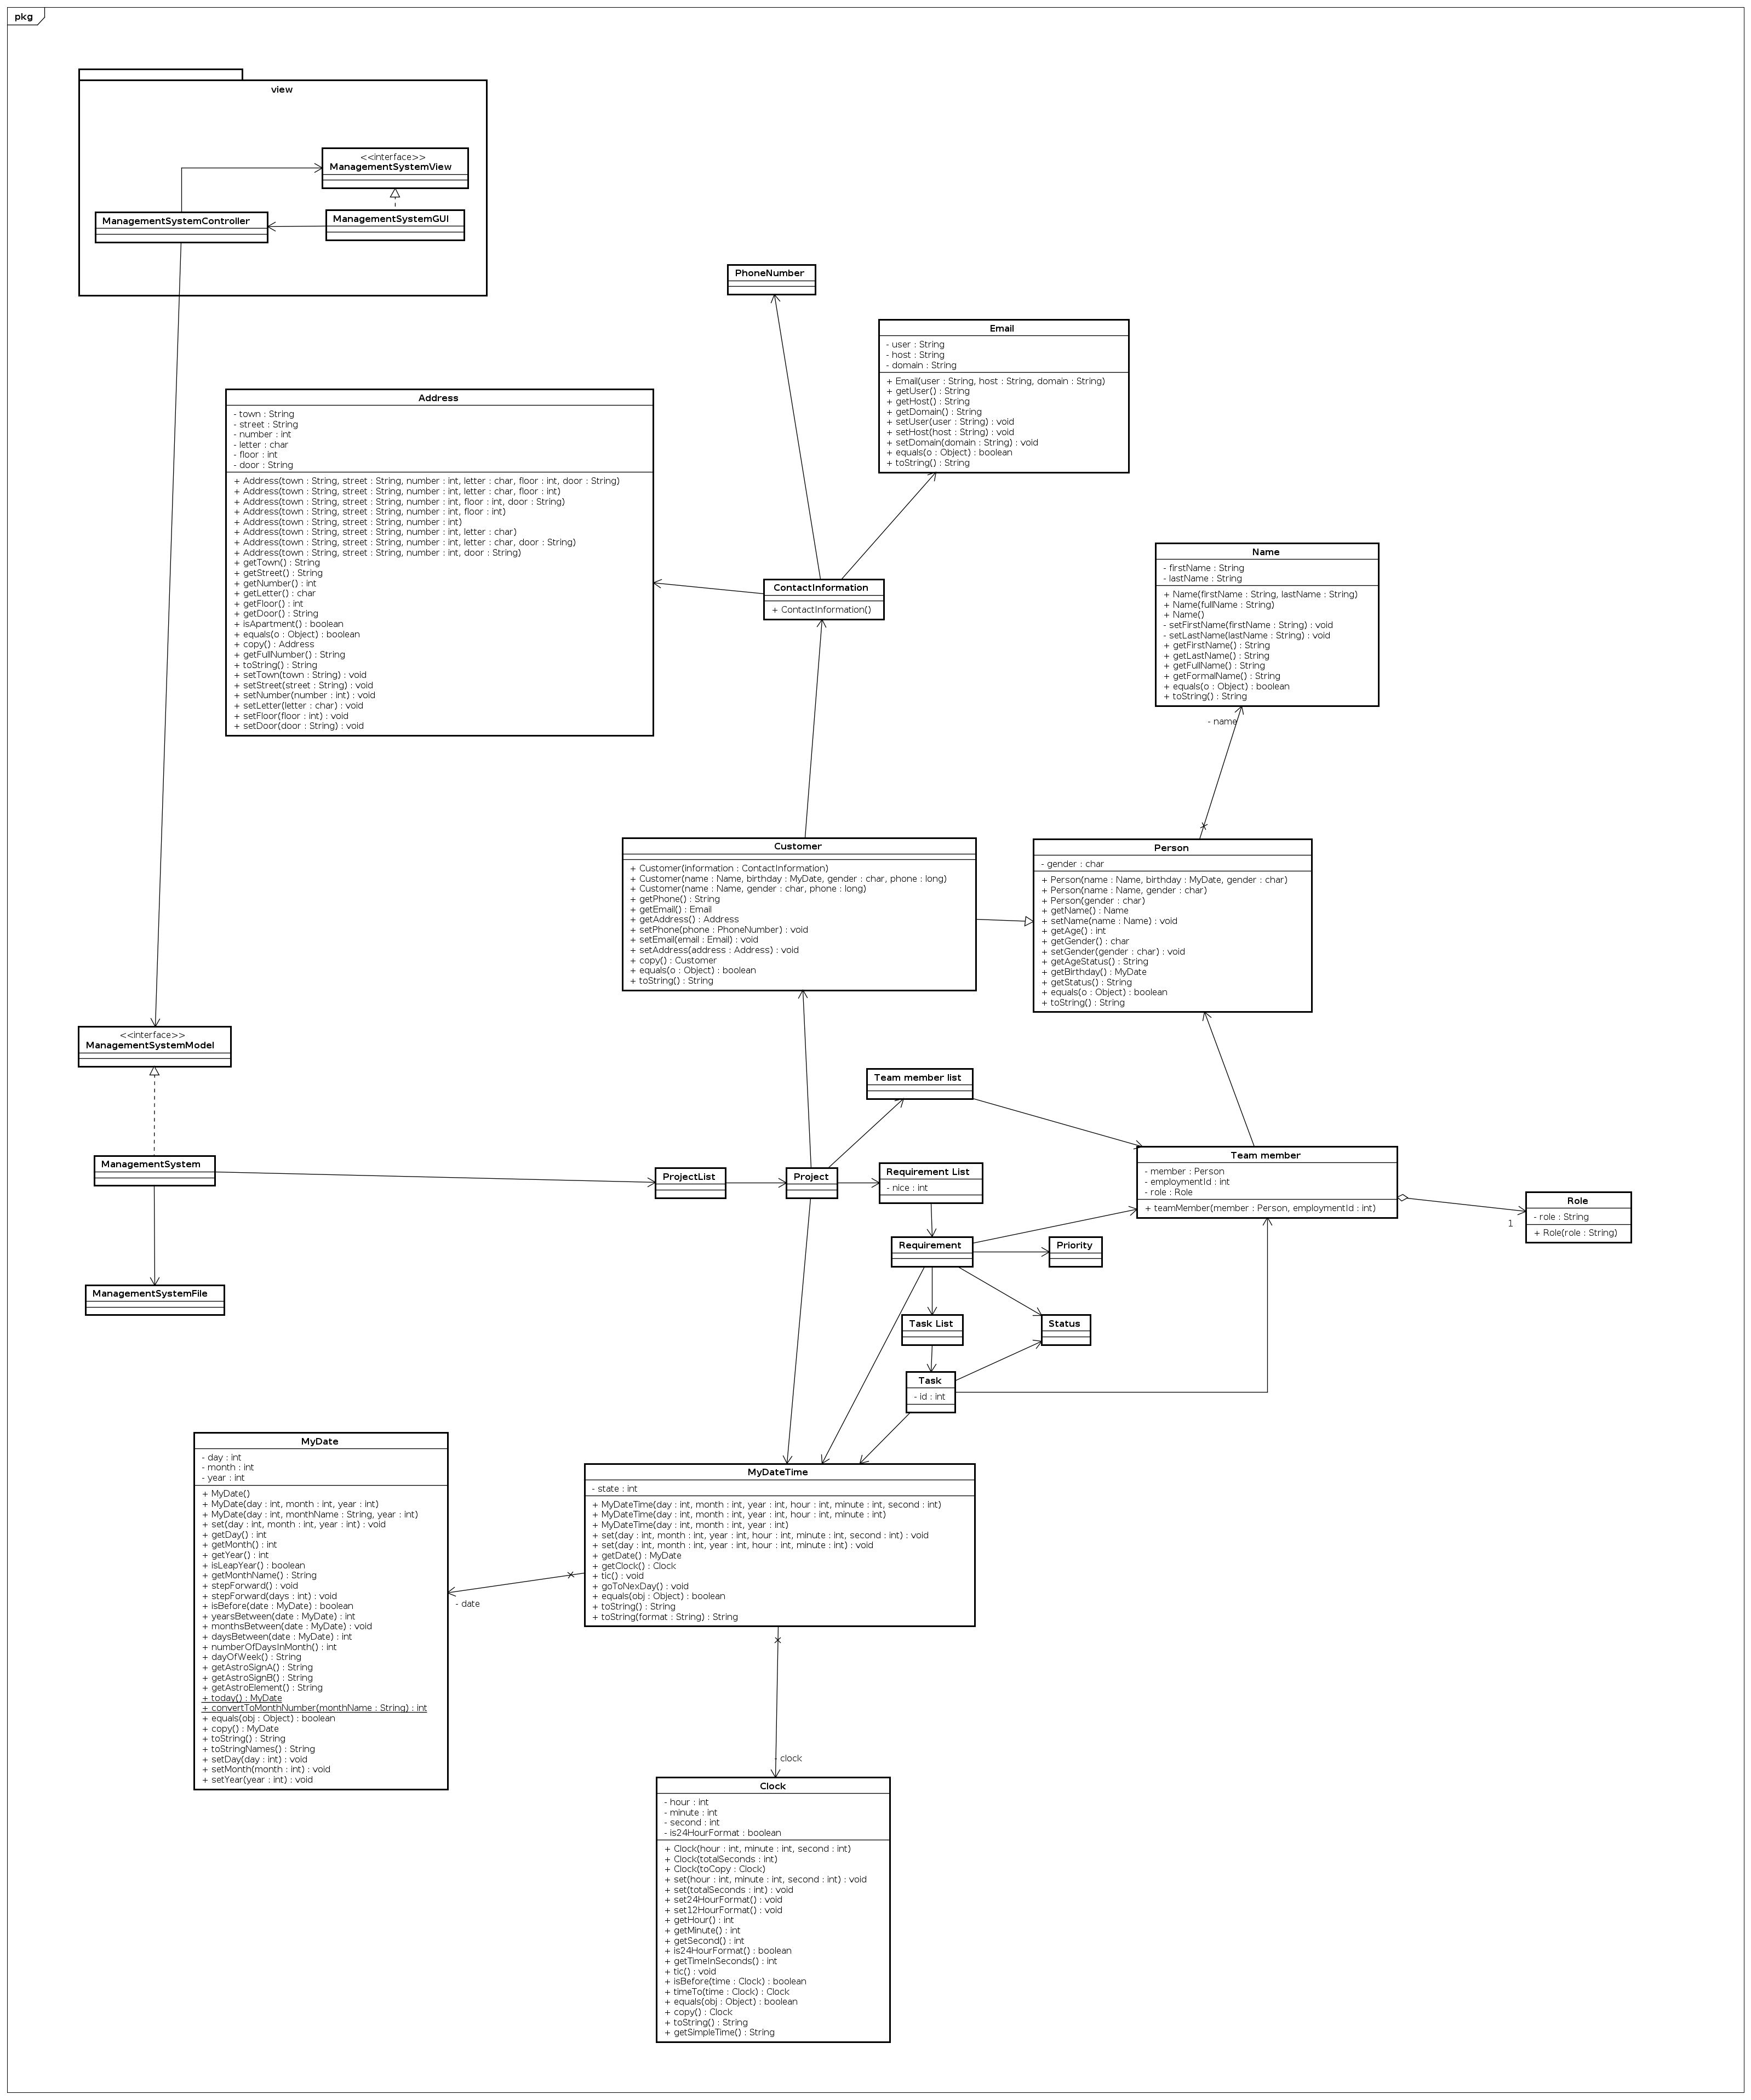 pkg
view
<<interface>>
ManagementSystemView
ManagementSystemController
ManagementSystemGUI
PhoneNumber
Email
- user : String
- host : String
- domain : String
+ Email(user : String, host : String, domain : String)
+ getUser() : String
+ getHost() : String
+ getDomain() : String
+ setUser(user : String) : void
+ setHost(host : String) : void
+ setDomain(domain : String) : void
+ equals(o : Object) : boolean
+ toString() : String
Address
- town : String
- street : String
- number : int
- letter : char
- floor : int
- door : String
+ Address(town : String, street : String, number : int, letter : char, floor : int, door : String)
+ Address(town : String, street : String, number : int, letter : char, floor : int)
+ Address(town : String, street : String, number : int, floor : int, door : String)
+ Address(town : String, street : String, number : int, floor : int)
+ Address(town : String, street : String, number : int)
+ Address(town : String, street : String, number : int, letter : char)
+ Address(town : String, street : String, number : int, letter : char, door : String)
+ Address(town : String, street : String, number : int, door : String)
+ getTown() : String
+ getStreet() : String
+ getNumber() : int
+ getLetter() : char
+ getFloor() : int
+ getDoor() : String
+ isApartment() : boolean
+ equals(o : Object) : boolean
+ copy() : Address
+ getFullNumber() : String
+ toString() : String
+ setTown(town : String) : void
+ setStreet(street : String) : void
+ setNumber(number : int) : void
+ setLetter(letter : char) : void
+ setFloor(floor : int) : void
+ setDoor(door : String) : void
ContactInformation
+ ContactInformation()
Name
- firstName : String
- lastName : String
+ Name(firstName : String, lastName : String)
+ Name(fullName : String)
+ Name()
- setFirstName(firstName : String) : void
- setLastName(lastName : String) : void
+ getFirstName() : String
+ getLastName() : String
+ getFullName() : String
+ getFormalName() : String
+ equals(o : Object) : boolean
+ toString() : String
- name
Customer
+ Customer(information : ContactInformation)
+ Customer(name : Name, birthday : MyDate, gender : char, phone : long)
+ Customer(name : Name, gender : char, phone : long)
+ getPhone() : String
+ getEmail() : Email
+ getAddress() : Address
+ setPhone(phone : PhoneNumber) : void
+ setEmail(email : Email) : void
+ setAddress(address : Address) : void
+ copy() : Customer
+ equals(o : Object) : boolean
+ toString() : String
Person
- gender : char
+ Person(name : Name, birthday : MyDate, gender : char)
+ Person(name : Name, gender : char)
+ Person(gender : char)
+ getName() : Name
+ setName(name : Name) : void
+ getAge() : int
+ getGender() : char
+ setGender(gender : char) : void
+ getAgeStatus() : String
+ getBirthday() : MyDate
+ getStatus() : String
+ equals(o : Object) : boolean
+ toString() : String
<<interface>>
ManagementSystemModel
Team member list
ManagementSystem
ProjectList
Project
Requirement List
- nice : int
Team member
- member : Person
- employmentId : int
- role : Role
+ teamMember(member : Person, employmentId : int)
1
Role
- role : String
+ Role(role : String)
Requirement
Priority
ManagementSystemFile
Task List
Status
Task
- id : int
MyDate
- day : int
- month : int
- year : int
+ MyDate()
+ MyDate(day : int, month : int, year : int)
+ MyDate(day : int, monthName : String, year : int)
+ set(day : int, month : int, year : int) : void
+ getDay() : int
+ getMonth() : int
+ getYear() : int
+ isLeapYear() : boolean
+ getMonthName() : String
+ stepForward() : void
+ stepForward(days : int) : void
+ isBefore(date : MyDate) : boolean
+ yearsBetween(date : MyDate) : int
+ monthsBetween(date : MyDate) : void
+ daysBetween(date : MyDate) : int
+ numberOfDaysInMonth() : int
+ dayOfWeek() : String
+ getAstroSignA() : String
+ getAstroSignB() : String
+ getAstroElement() : String
+ today() : MyDate
+ convertToMonthNumber(monthName : String) : int
+ equals(obj : Object) : boolean
+ copy() : MyDate
+ toString() : String
+ toStringNames() : String
+ setDay(day : int) : void
+ setMonth(month : int) : void
+ setYear(year : int) : void
- date
MyDateTime
- state : int
+ MyDateTime(day : int, month : int, year : int, hour : int, minute : int, second : int)
+ MyDateTime(day : int, month : int, year : int, hour : int, minute : int)
+ MyDateTime(day : int, month : int, year : int)
+ set(day : int, month : int, year : int, hour : int, minute : int, second : int) : void
+ set(day : int, month : int, year : int, hour : int, minute : int) : void
+ getDate() : MyDate
+ getClock() : Clock
+ tic() : void
+ goToNexDay() : void
+ equals(obj : Object) : boolean
+ toString() : String
+ toString(format : String) : String
- clock
Clock
- hour : int
- minute : int
- second : int
- is24HourFormat : boolean
+ Clock(hour : int, minute : int, second : int)
+ Clock(totalSeconds : int)
+ Clock(toCopy : Clock)
+ set(hour : int, minute : int, second : int) : void
+ set(totalSeconds : int) : void
+ set24HourFormat() : void
+ set12HourFormat() : void
+ getHour() : int
+ getMinute() : int
+ getSecond() : int
+ is24HourFormat() : boolean
+ getTimeInSeconds() : int
+ tic() : void
+ isBefore(time : Clock) : boolean
+ timeTo(time : Clock) : Clock
+ equals(obj : Object) : boolean
+ copy() : Clock
+ toString() : String
+ getSimpleTime() : String